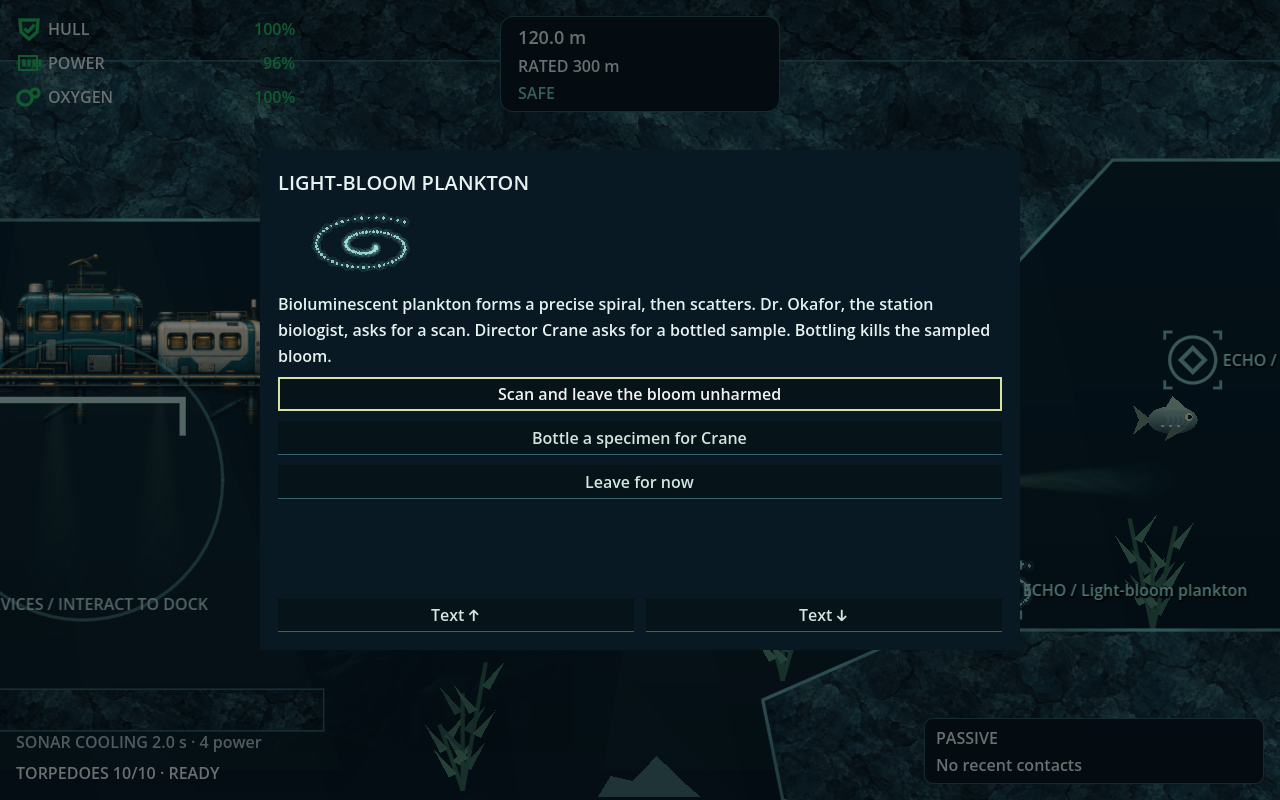 HULL 100%
POWER 96%
OXYGEN 100%
120.0 m
RATED 300 m
SAFE
LIGHT-BLOOM PLANKTON
Bioluminescent plankton forms a precise spiral, then scatters. Dr. Okafor, the station
biologist, asks for a scan. Director Crane asks for a bottled sample. Bottling kills the sampled
bloom.
Scan and leave the bloom unharmed
Bottle a specimen for Crane
Leave for now
Text ↑
Text ↓
ECHO /
VICES / INTERACT TO DOCK
ECHO / Light-bloom plankton
SONAR COOLING 2.0 s · 4 power
TORPEDOES 10/10 · READY
PASSIVE
No recent contacts